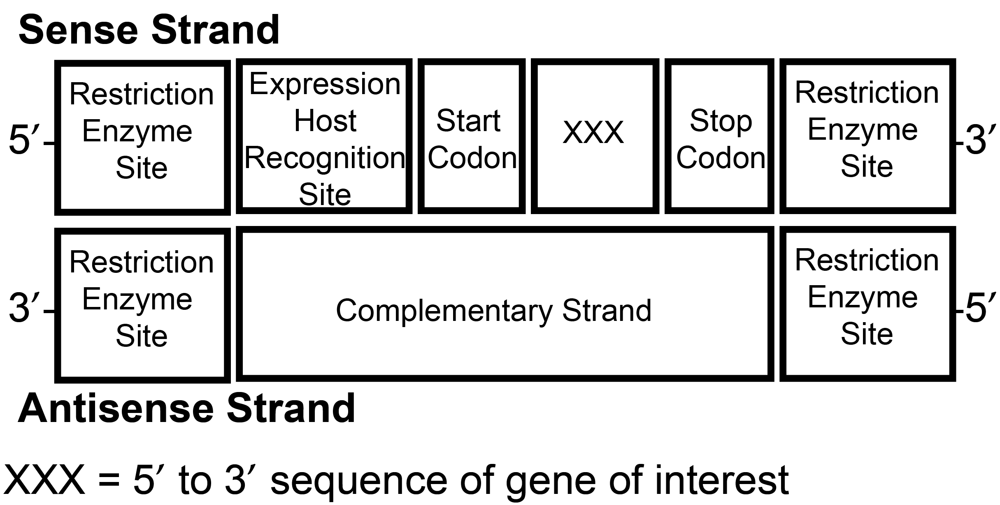 Sense Strand
5′
Restriction
Enzyme
Site
Expression
Host
Recognition
Site
Start
Codon
XXX
Stop
Codon
Restriction
Enzyme
Site
3′
3′
Restriction
Enzyme
Site
Complementary Strand
Restriction
Enzyme
Site
5′
Antisense Strand
XXX = 5′ to 3′ sequence of gene of interest